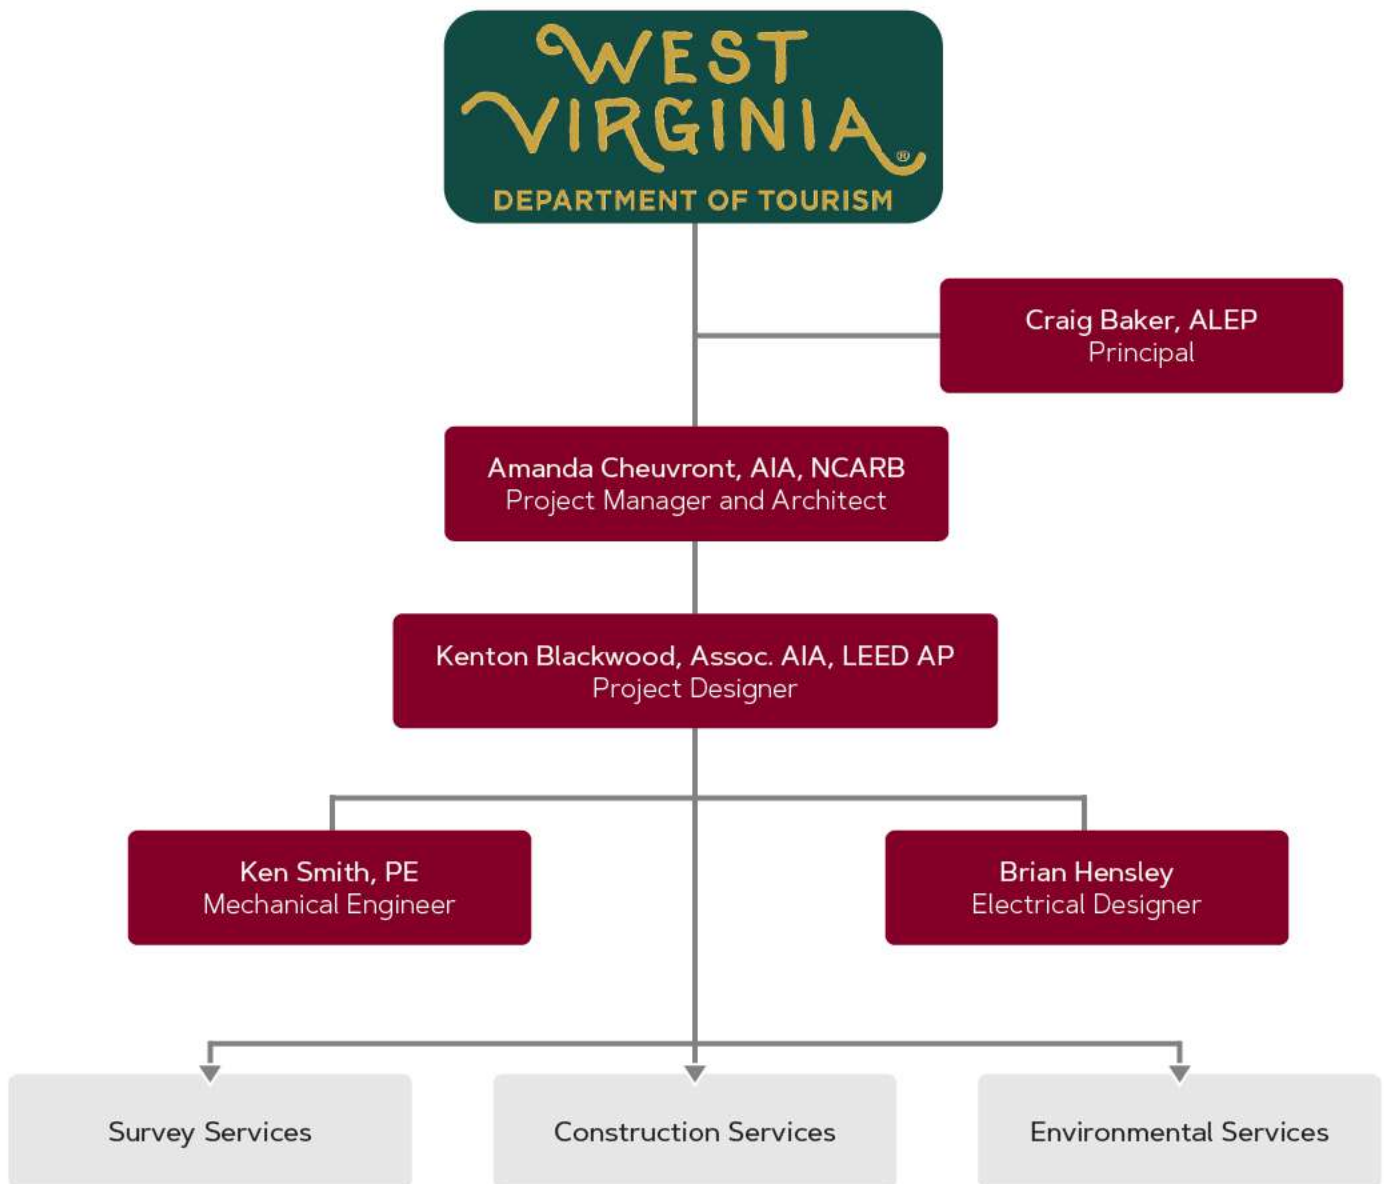 WEST
VIRGINIA®
DEPARTMENT OF TOURISM
Craig Baker, ALEP
Principal
Amanda Cheuvront, AIA, NCARB
Project Manager and Architect
Kenton Blackwood, Assoc. AIA, LEED AP
Project Designer
Ken Smith, PE
Mechanical Engineer
Brian Hensley
Electrical Designer
Survey Services
Construction Services
Environmental Services